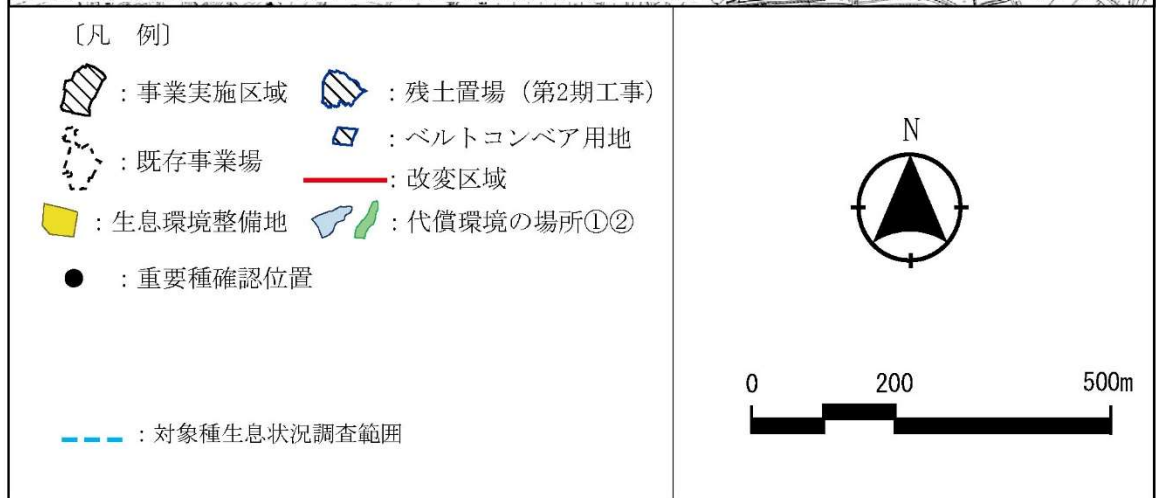 〔凡　例〕
：事業実施区域
：残土置場（第2期工事）
：ベルトコンベア用地
：既存事業場
：改変区域
：生息環境整備地
：代償環境の場所①②
：重要種確認位置
：対象種生息状況調査範囲
N
0 200 500m